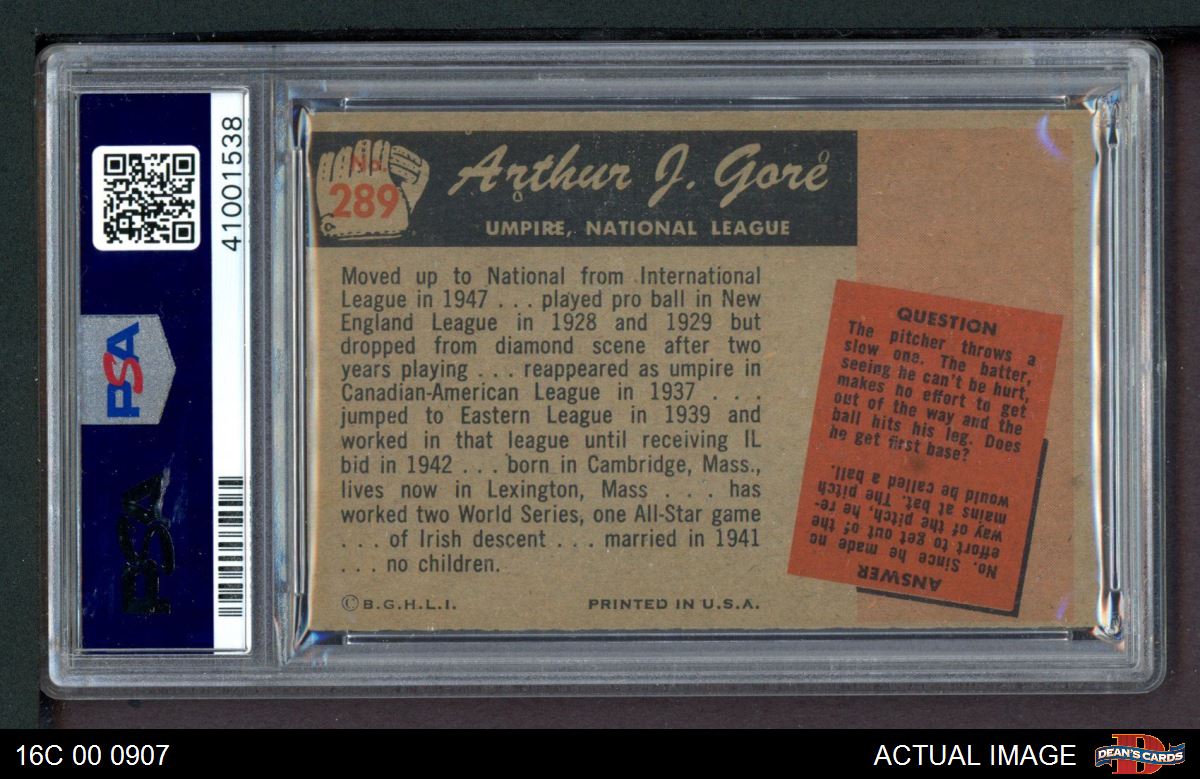 41001538
PSA
PSA
No.
289
Arthur J. Gore
UMPIRE, NATIONAL LEAGUE
Moved up to National from International
League in 1947 . . . played pro ball in New
England League in 1928 and 1929 but
dropped from diamond scene after two
years playing . . . reappeared as umpire in
Canadian-American League in 1937 . . .
jumped to Eastern League in 1939 and
worked in that league until receiving IL
bid in 1942 . . . born in Cambridge, Mass.,
lives now in Lexington, Mass . . . has
worked two World Series, one All-Star game
. . . of Irish descent . . . married in 1941
. . . no children.
© B.G.H.L.I.
PRINTED IN U.S.A.
QUESTION
The pitcher throws a
slow one. The batter,
seeing he can't be hurt,
makes no effort to get
out of the way and the
ball hits his leg. Does
he get first base?
ANSWER
No. Since he made no
effort to get out of the
way of the pitch, he re-
mains at bat. The pitch
would be called a ball.
16C 00 0907
ACTUAL IMAGE
DEAN'S CARDS